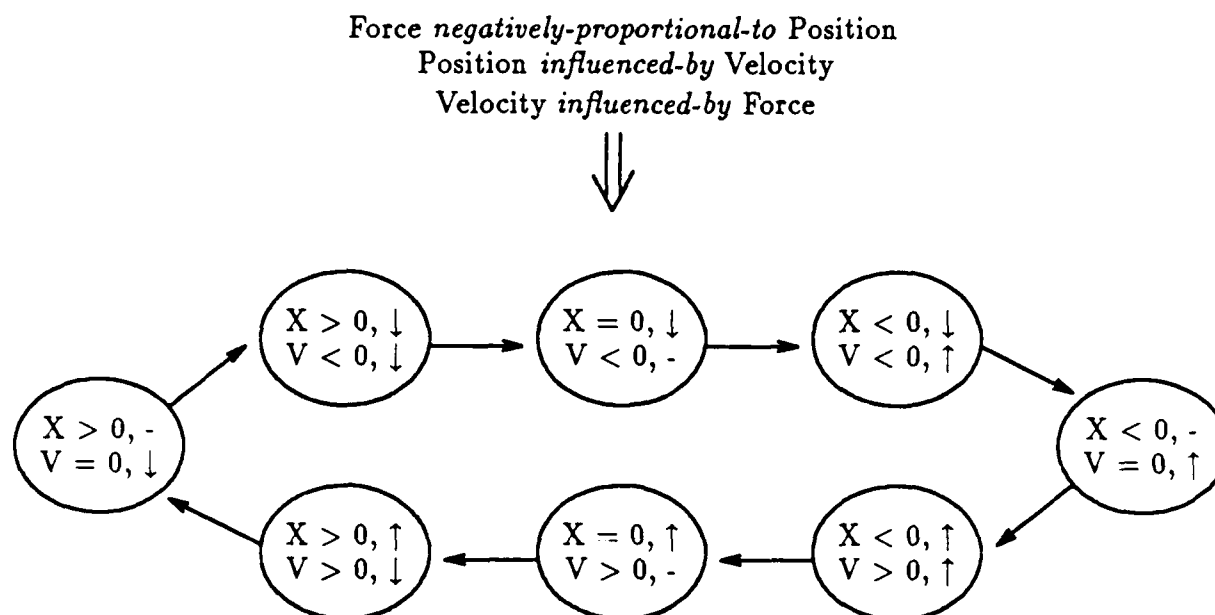 Force negatively-proportional-to Position
Position influenced-by Velocity
Velocity influenced-by Force
X > 0, ↓
V < 0, ↓
X = 0, ↓
V < 0, -
X < 0, ↓
V < 0, ↑
X > 0, -
V = 0, ↓
X < 0, -
V = 0, ↑
X > 0, ↑
V > 0, ↓
X = 0, ↑
V > 0, -
X < 0, ↑
V > 0, ↑